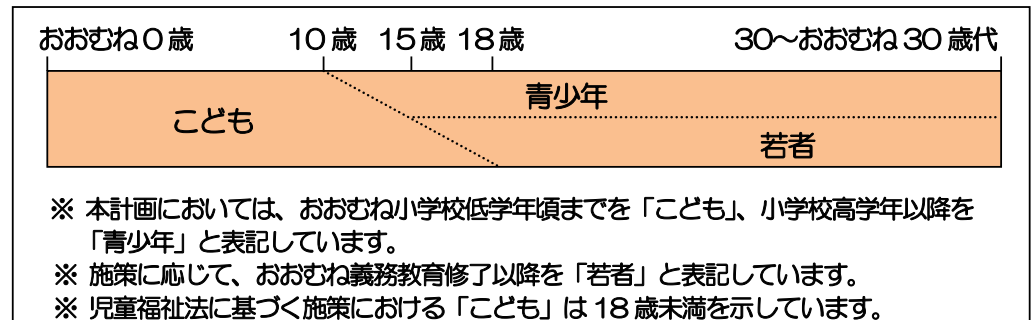 おおむね0歳 10歳 15歳 18歳 30~おおむね30歳代
青少年
こども
若者
※ 本計画においては、おおむね小学校低学年頃までを「こども」、小学校高学年以降を
「青少年」と表記しています。
※ 施策に応じて、おおむね義務教育修了以降を「若者」と表記しています。
※ 児童福祉法に基づく施策における「こども」は18歳未満を示しています。